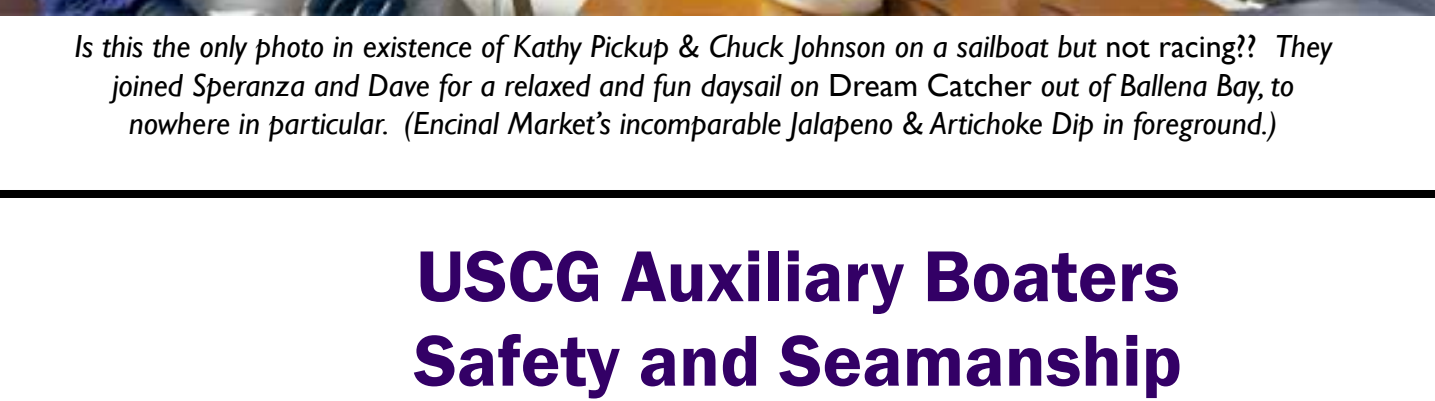 Is this the only photo in existence of Kathy Pickup & Chuck Johnson on a sailboat but not racing??  They
joined Speranza and Dave for a relaxed and fun daysail on Dream Catcher out of Ballena Bay, to
nowhere in particular.  (Encinal Market’s incomparable Jalapeno & Artichoke Dip in foreground.)
USCG Auxiliary Boaters
Safety and Seamanship